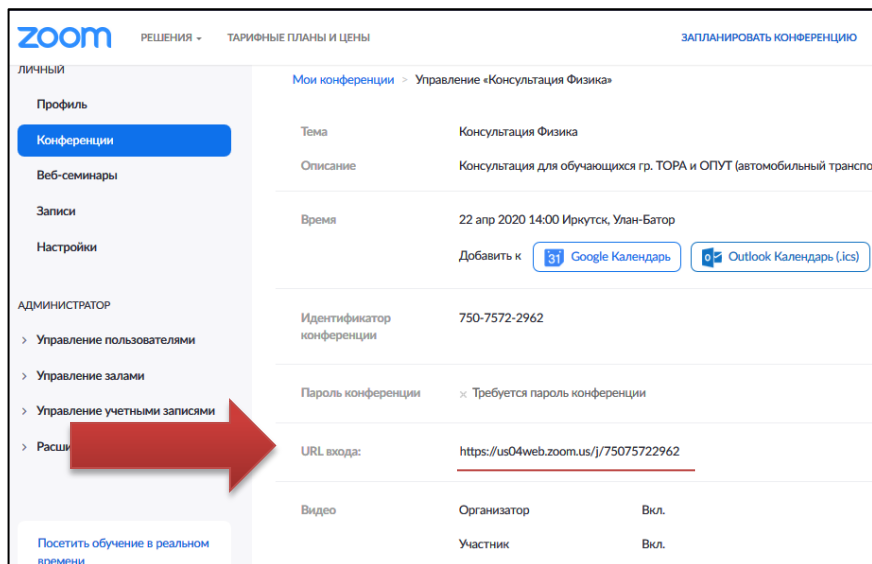 zoom РЕШЕНИЯ ТАРИФНЫЕ ПЛАНЫ И ЦЕНЫ ЗАПЛАНИРОВАТЬ КОНФЕРЕНЦИЮ
ЛИЧНЫЙ
Профиль
Конференции
Веб-семинары
Записи
Настройки
АДМИНИСТРАТОР
> Управление пользователями
> Управление залами
> Управление учетными записями
> Расши
Посетить обучение в реальном
времени
Мои конференции > Управление «Консультация Физика»
Тема Консультация Физика
Описание Консультация для обучающихся гр. ТОРА и ОПУТ (автомобильный транспо
Время 22 апр 2020 14:00 Иркутск, Улан-Батор
Добавить к 31 Google Календарь Outlook Календарь (.ics)
Идентификатор 750-7572-2962
конференции
Пароль конференции × Требуется пароль конференции
URL входа: https://us04web.zoom.us/j/75075722962
Видео Организатор Вкл.
Участник Вкл.